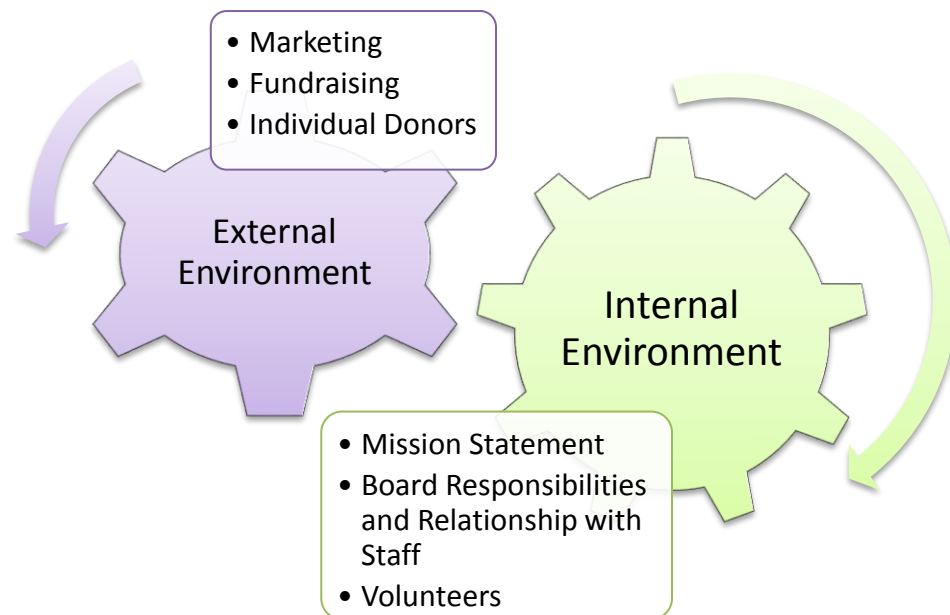 • Marketing
• Fundraising
• Individual Donors
External
Environment
Internal
Environment
• Mission Statement
• Board Responsibilities
and Relationship with
Staff
• Volunteers